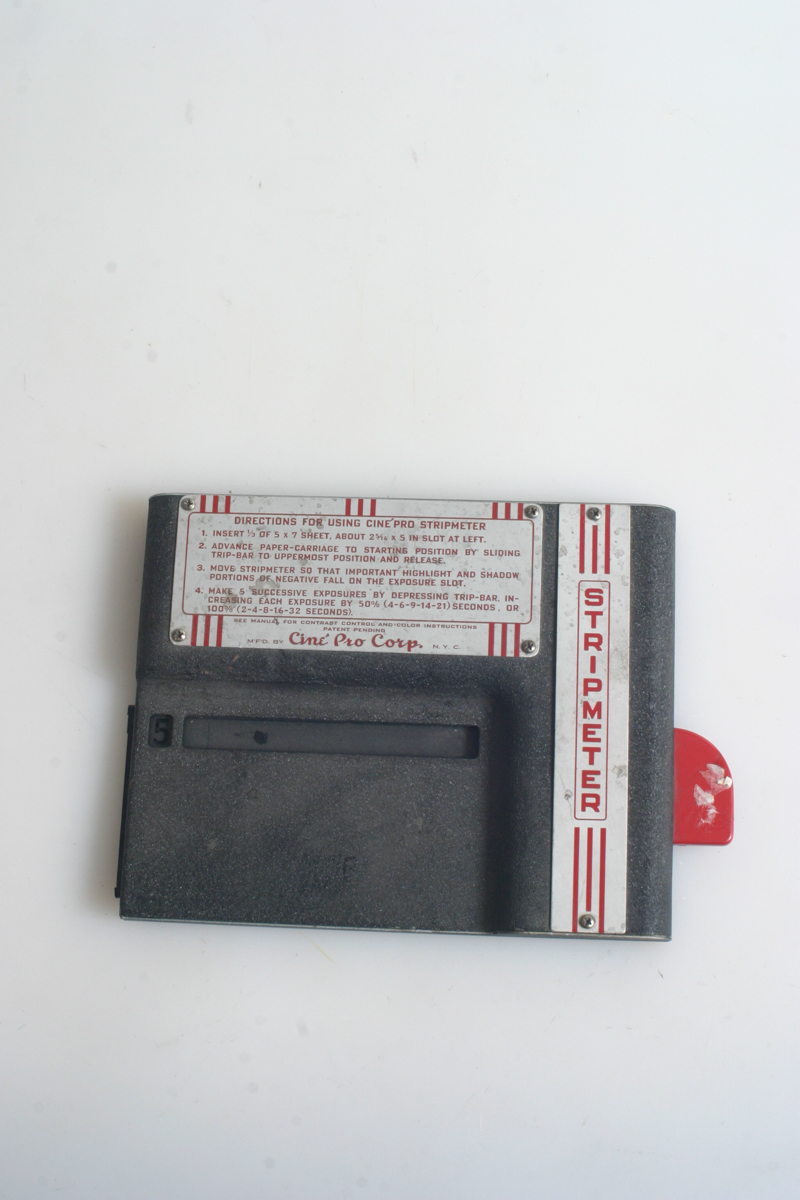 DIRECTIONS FOR USING CINÉ PRO STRIPMETER
1. INSERT ⅓ OF 5 x 7 SHEET, ABOUT 2 5/16 x 5 IN SLOT AT LEFT.
2. ADVANCE PAPER-CARRIAGE TO STARTING POSITION BY SLIDING
TRIP-BAR TO UPPERMOST POSITION AND RELEASE.
3. MOVE STRIPMETER SO THAT IMPORTANT HIGHLIGHT AND SHADOW
PORTIONS OF NEGATIVE FALL ON THE EXPOSURE SLOT.
4. MAKE 5 SUCCESSIVE EXPOSURES BY DEPRESSING TRIP-BAR, IN-
CREASING EACH EXPOSURE BY 50% (4-6-9-14-21) SECONDS, OR
100% (2-4-8-16-32 SECONDS).
SEE MANUAL FOR CONTRAST CONTROL AND COLOR INSTRUCTIONS
PATENT PENDING
M'F'D. BY Ciné Pro Corp. N.Y.C.
STRIPMETER
5